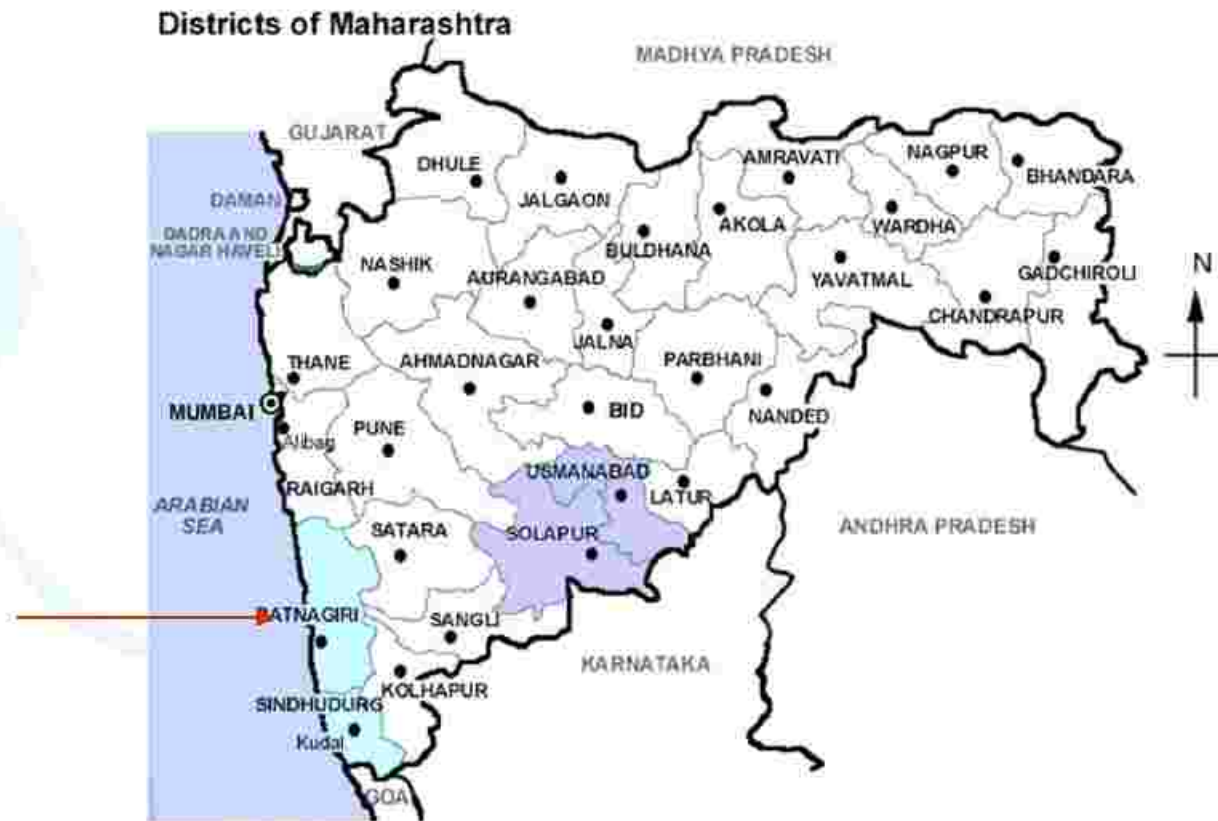 Districts of Maharashtra
MADHYA PRADESH
GUJARAT
DHULE
JALGAON
AMRAVATI
NAGPUR
BHANDARA
DAMAN
AKOLA
WARDHA
DADRA AND
NAGAR HAVELI
BULDHANA
NASHIK
AURANGABAD
YAVATMAL
GADCHIROLI
N
CHANDRAPUR
JALNA
THANE
AHMADNAGAR
PARBHANI
MUMBAI
BID
NANDED
Alibag
PUNE
RAIGARH
USMANABAD
LATUR
ARABIAN
SEA
SATARA
SOLAPUR
ANDHRA PRADESH
RATNAGIRI
SANGLI
KARNATAKA
KOLHAPUR
SINDHUDURG
Kudal
GOA